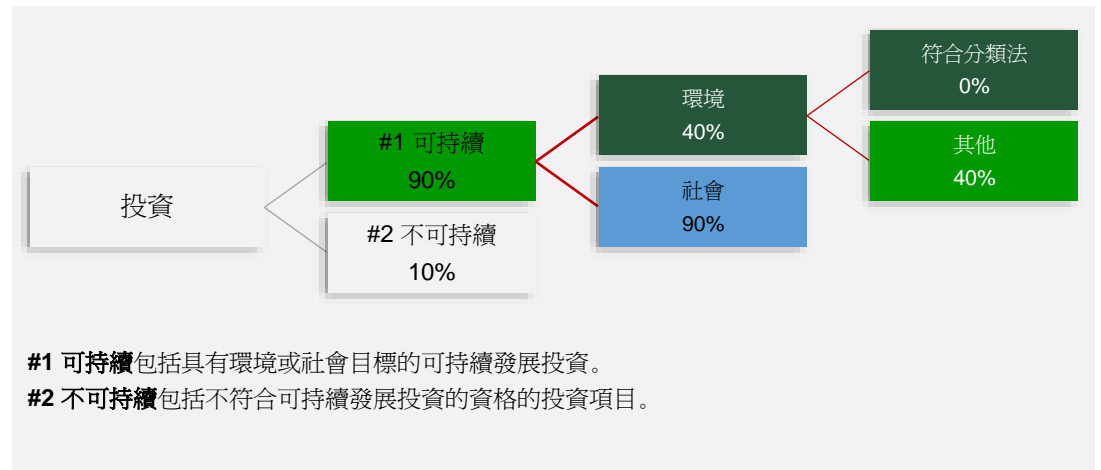 投資
#1 可持續
90%
#2 不可持續
10%
環境
40%
社會
90%
符合分類法
0%
其他
40%
#1 可持續包括具有環境或社會目標的可持續發展投資。
#2 不可持續包括不符合可持續發展投資的資格的投資項目。